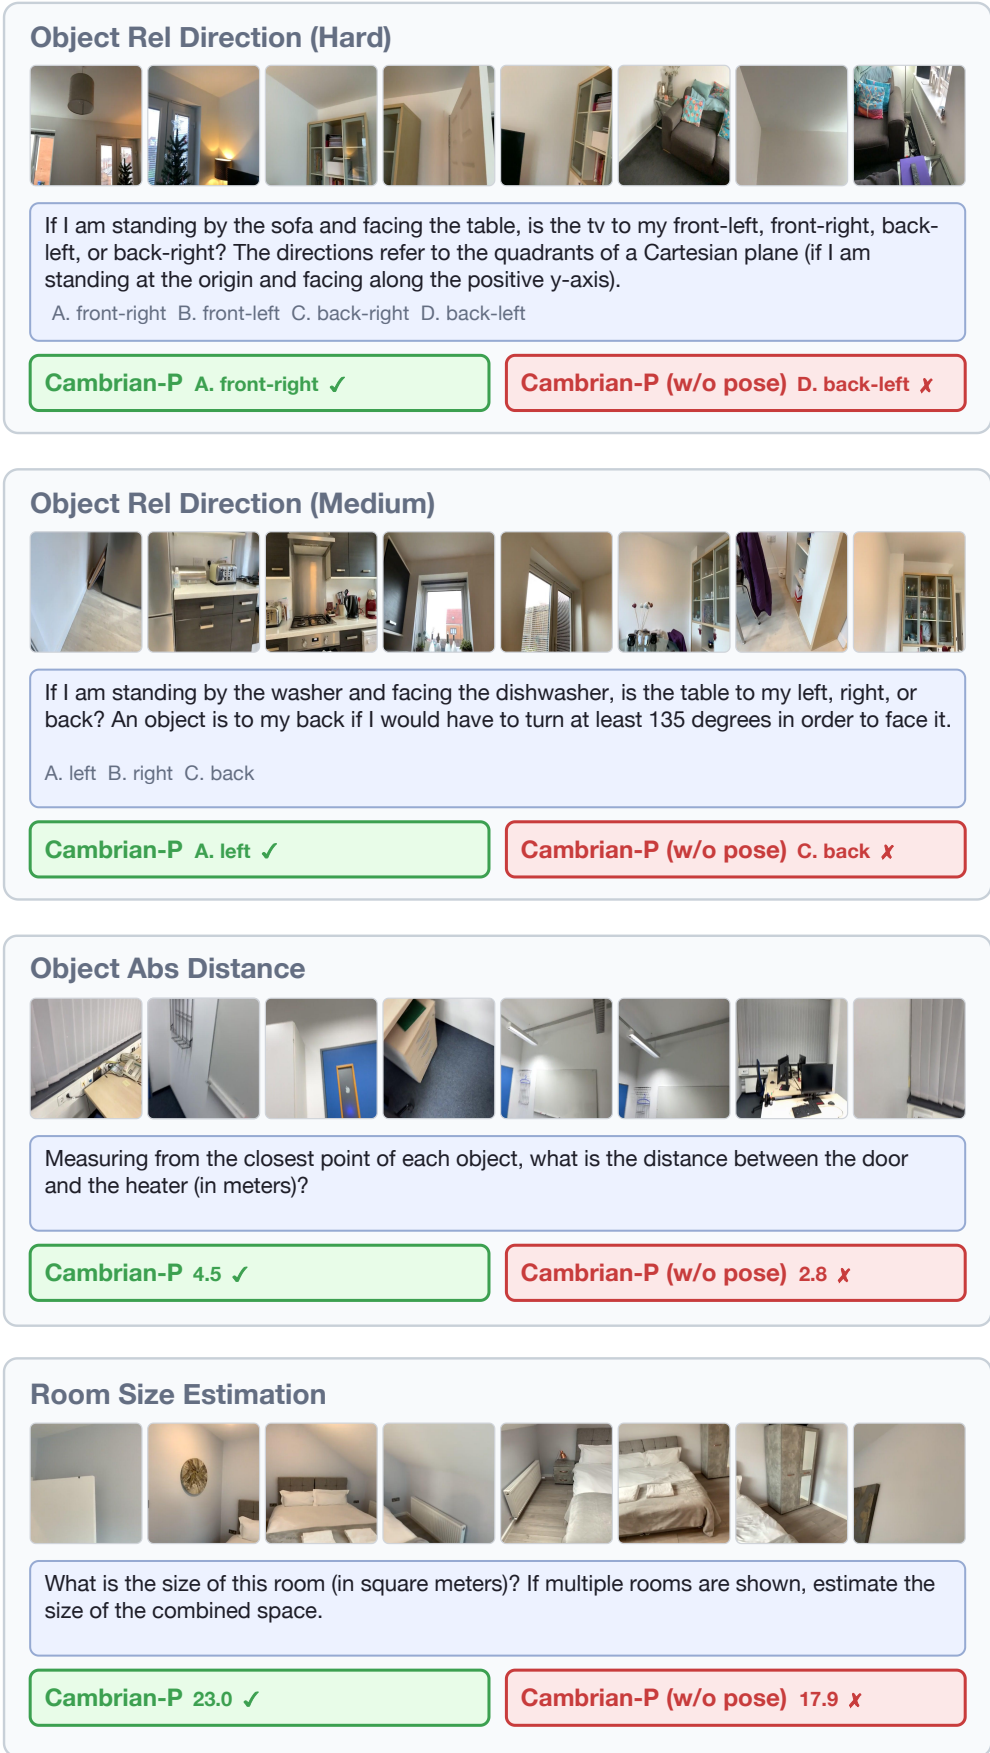 Object Rel Direction (Hard)
If I am standing by the sofa and facing the table, is the tv to my front-left, front-right, back-
left, or back-right? The directions refer to the quadrants of a Cartesian plane (if I am
standing at the origin and facing along the positive y-axis).
A. front-right B. front-left C. back-right D. back-left
Cambrian-P A. front-right ✓
Cambrian-P (w/o pose) D. back-left ✗
Object Rel Direction (Medium)
If I am standing by the washer and facing the dishwasher, is the table to my left, right, or
back? An object is to my back if I would have to turn at least 135 degrees in order to face it.
A. left B. right C. back
Cambrian-P A. left ✓
Cambrian-P (w/o pose) C. back ✗
Object Abs Distance
Measuring from the closest point of each object, what is the distance between the door
and the heater (in meters)?
Cambrian-P 4.5 ✓
Cambrian-P (w/o pose) 2.8 ✗
Room Size Estimation
What is the size of this room (in square meters)? If multiple rooms are shown, estimate the
size of the combined space.
Cambrian-P 23.0 ✓
Cambrian-P (w/o pose) 17.9 ✗